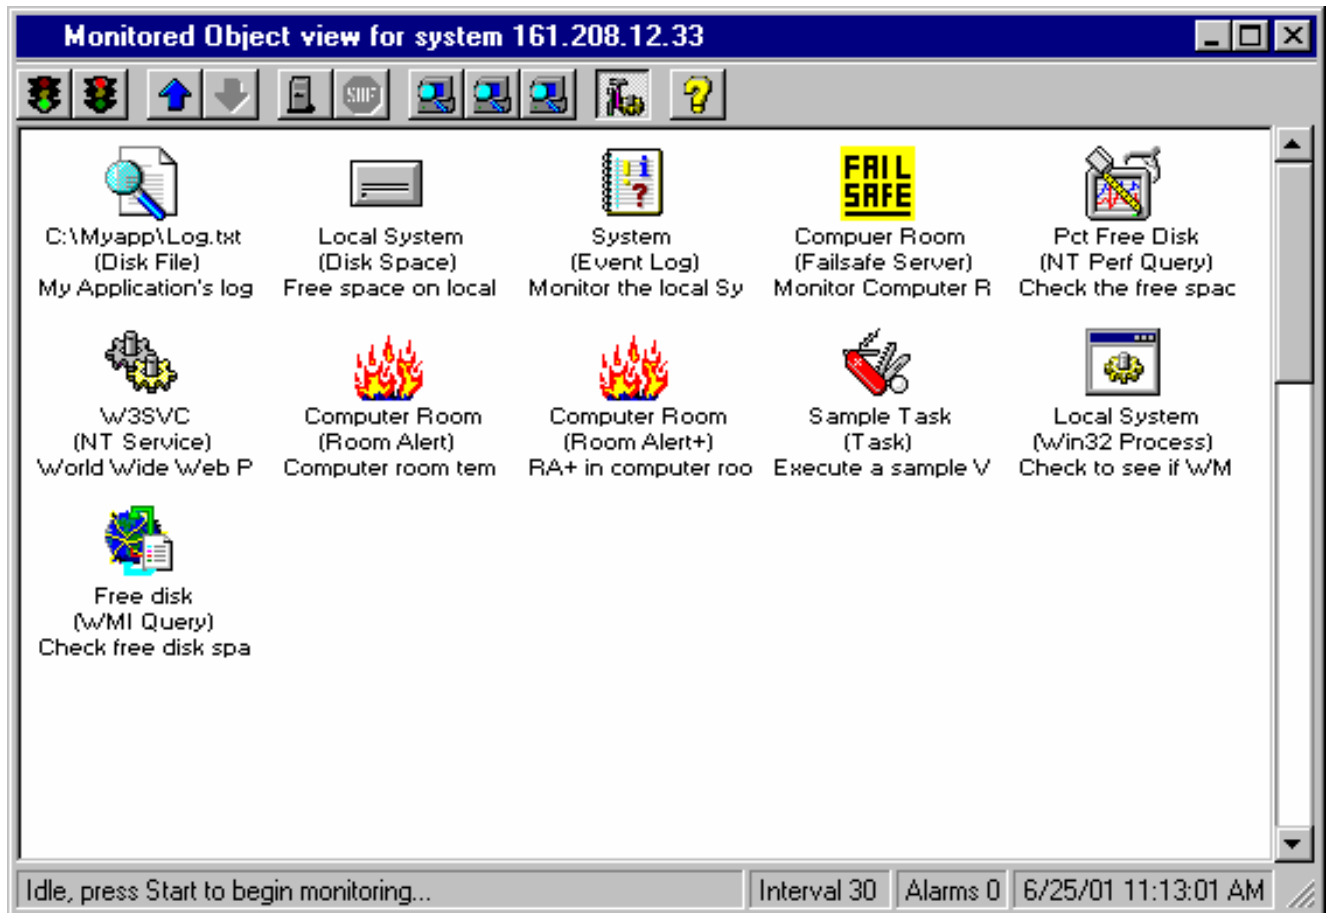 Monitored Object view for system 161.208.12.33
FAIL
SAFE
C:\Myapp\Log.txt
(Disk File)
My Application's log
Local System
(Disk Space)
Free space on local
System
(Event Log)
Monitor the local Sy
Compuer Room
(Failsafe Server)
Monitor Computer R
Pct Free Disk
(NT Perf Query)
Check the free spac
W3SVC
(NT Service)
World Wide Web P
Computer Room
(Room Alert)
Computer room tem
Computer Room
(Room Alert+)
RA+ in computer roo
Sample Task
(Task)
Execute a sample V
Local System
(Win32 Process)
Check to see if WM
Free disk
(WMI Query)
Check free disk spa
Idle, press Start to begin monitoring...
Interval 30
Alarms 0
6/25/01 11:13:01 AM